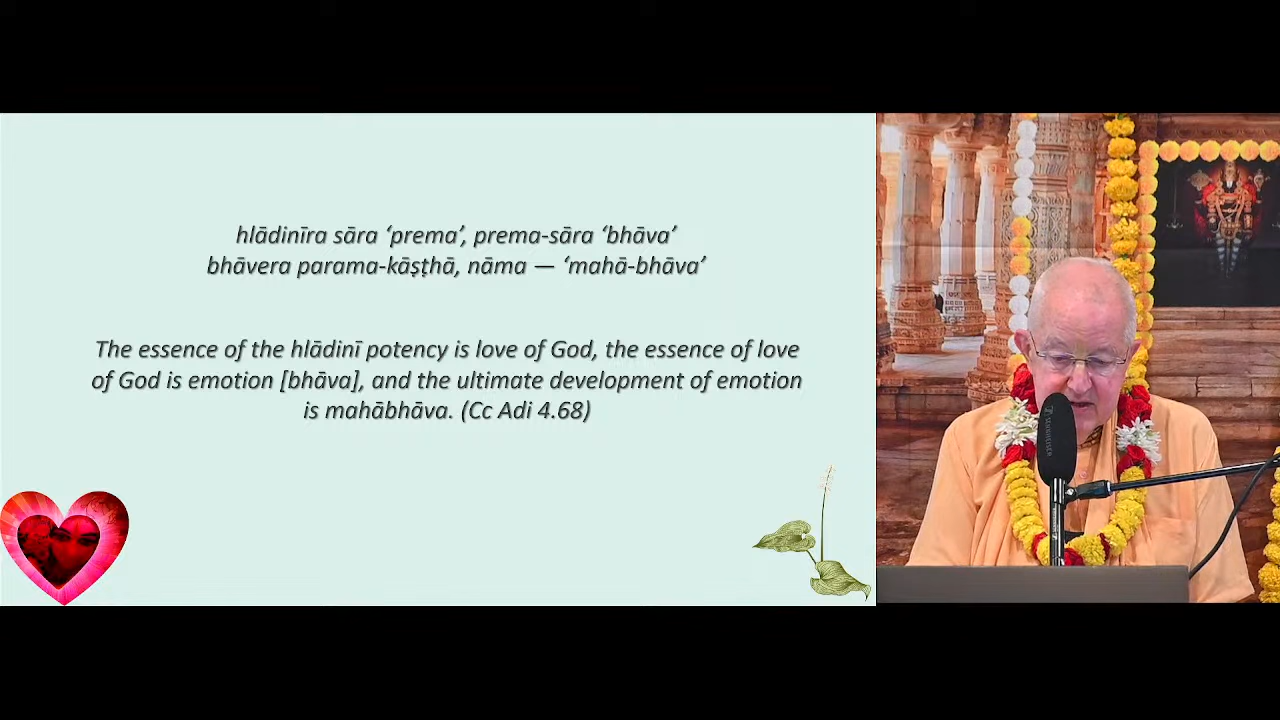 hlādinīra sāra ‘prema’, prema-sāra ‘bhāva’
bhāvera parama-kāṣṭhā, nāma — ‘mahā-bhāva’
The essence of the hlādinī potency is love of God, the essence of love
of God is emotion [bhāva], and the ultimate development of emotion
is mahābhāva. (Cc Adi 4.68)